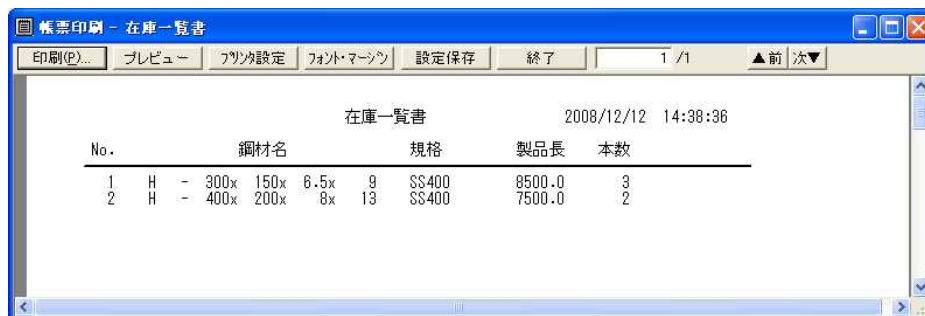 帳票印刷 - 在庫一覧書
印刷(P)... プレビュー プリンタ設定 フォント・マージン 設定保存 終了 1 /1 ▲前 次▼
在庫一覧書 2008/12/12 14:38:36
No. 鋼材名 規格 製品長 本数
1 H - 300x 150x 6.5x 9 SS400 8500.0 3
2 H - 400x 200x 8x 13 SS400 7500.0 2